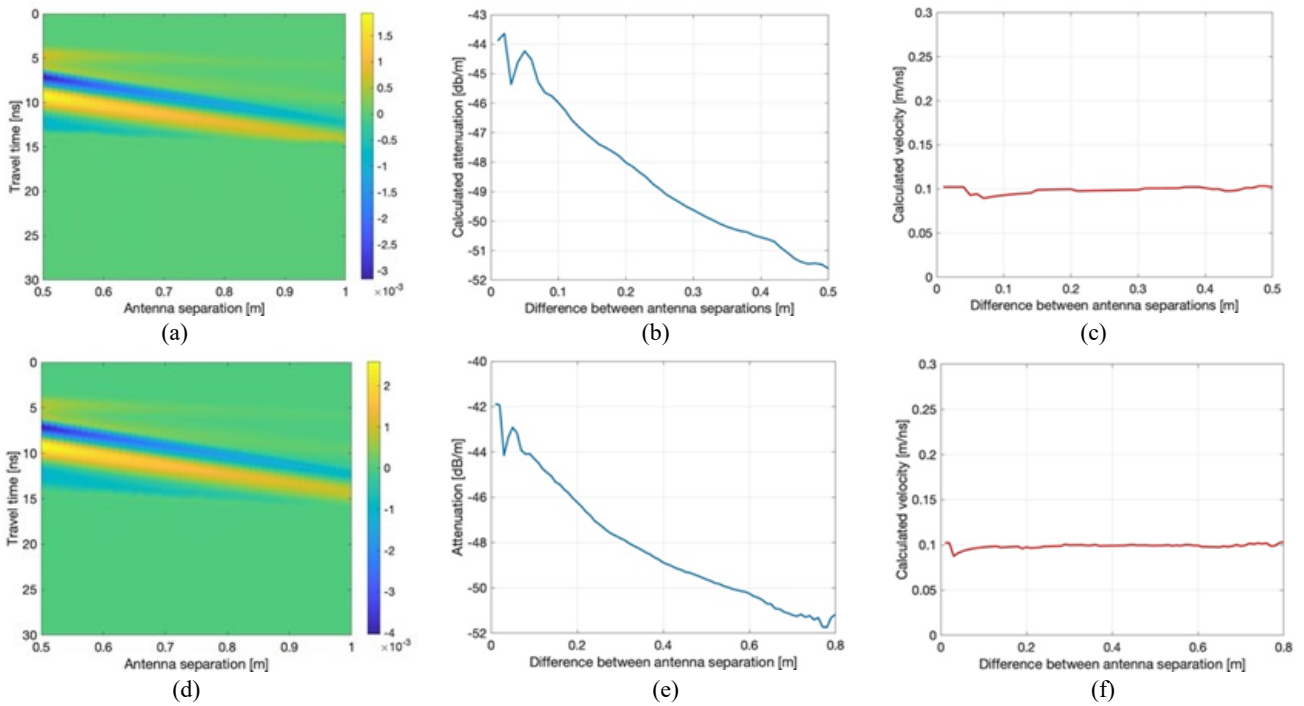 0
5
10
15
20
25
30
Travel time [ns]
0.5 0.6 0.7 0.8 0.9 1
Antenna separation [m]
1.5
1
0.5
0
-0.5
-1
-1.5
-2
-2.5
-3
×10⁻³
(a)
-43
-44
-45
-46
-47
-48
-49
-50
-51
-52
Calculated attenuation [db/m]
0 0.1 0.2 0.3 0.4 0.5
Difference between antenna separations [m]
(b)
0.3
0.25
0.2
0.15
0.1
0.05
0
Calculated velocity [m/ns]
0.1 0.2 0.3 0.4 0.5
Difference between antenna separations [m]
(c)
0
5
10
15
20
25
30
Travel time [ns]
0.5 0.6 0.7 0.8 0.9 1
Antenna separation [m]
2
1
0
-1
-2
-3
-4
×10⁻³
(d)
-40
-42
-44
-46
-48
-50
-52
Attenuation [dB/m]
0 0.2 0.4 0.6 0.8
Difference between antenna separation [m]
(e)
0.3
0.25
0.2
0.15
0.1
0.05
0
Calculated velocity [m/ns]
0 0.2 0.4 0.6 0.8
Difference between antenna separation [m]
(f)